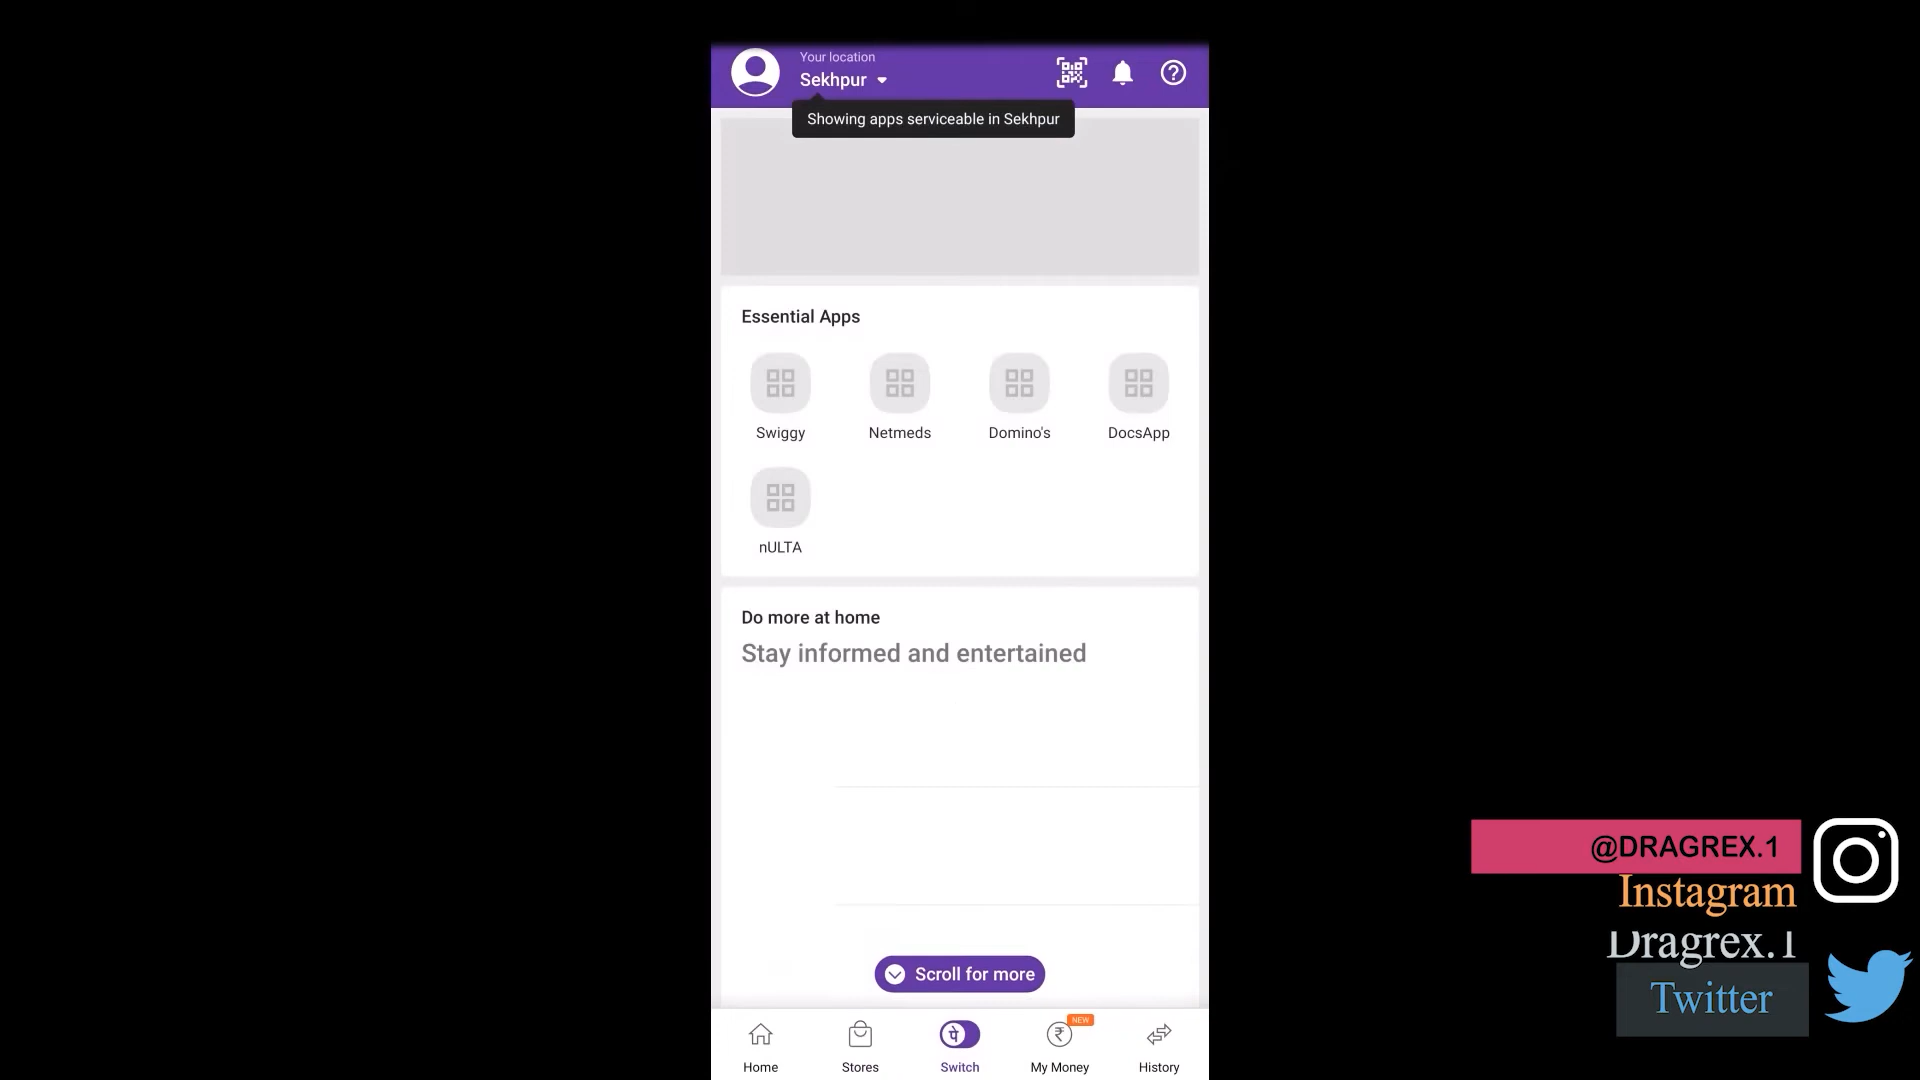 Your location
Sekhpur
Showing apps serviceable in Sekhpur
Essential Apps
Swiggy
Netmeds
Domino's
DocsApp
nULTA
Do more at home
Stay informed and entertained
Scroll for more
पे
NEW
₹
Home
Stores
Switch
My Money
History
@DRAGREX.1
Instagram
Dragrex.1
Twitter